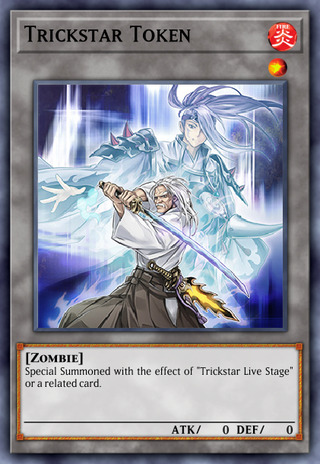 Trickstar Token
FIRE
炎
[Zombie]
Special Summoned with the effect of "Trickstar Live Stage"
or a related card.
ATK/ 0 DEF/ 0